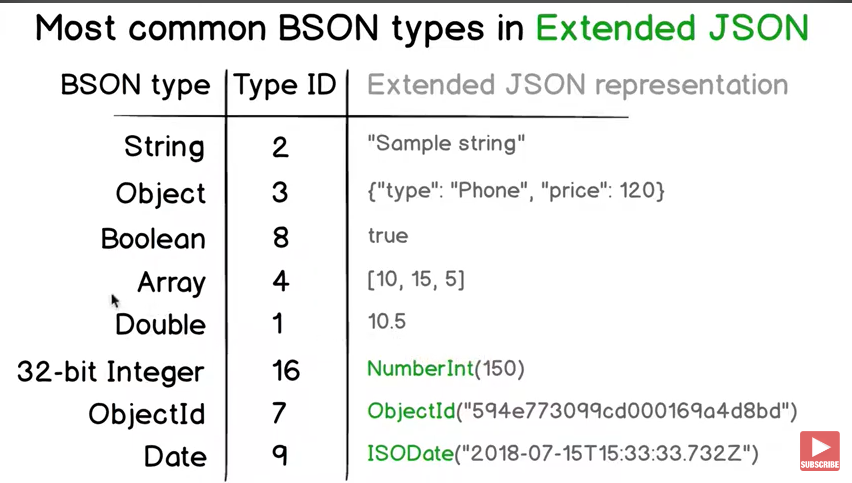 Most common BSON types in Extended JSON
BSON type Type ID Extended JSON representation
String 2 "Sample string"
Object 3 {"type": "Phone", "price": 120}
Boolean 8 true
Array 4 [10, 15, 5]
Double 1 10.5
32-bit Integer 16 NumberInt(150)
ObjectId 7 ObjectId("594e773099cd000169a4d8bd")
Date 9 ISODate("2018-07-15T15:33:33.732Z")
SUBSCRIBE